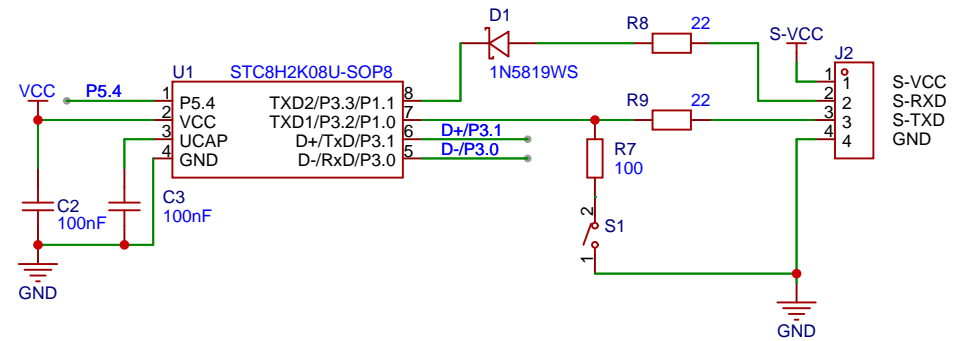 D1
R8
22
S-VCC
1N5819WS
J2
U1
STC8H2K08U-SOP8
VCC
P5.4
1
P5.4
TXD2/P3.3/P1.1
8
2
VCC
TXD1/P3.2/P1.0
7
3
UCAP
D+/TxD/P3.1
6
D+/P3.1
4
GND
D-/RxD/P3.0
5
D-/P3.0
R9
22
1
1
S-VCC
2
2
S-RXD
3
3
S-TXD
4
4
GND
R7
100
C2
100nF
C3
100nF
2
S1
1
GND
GND